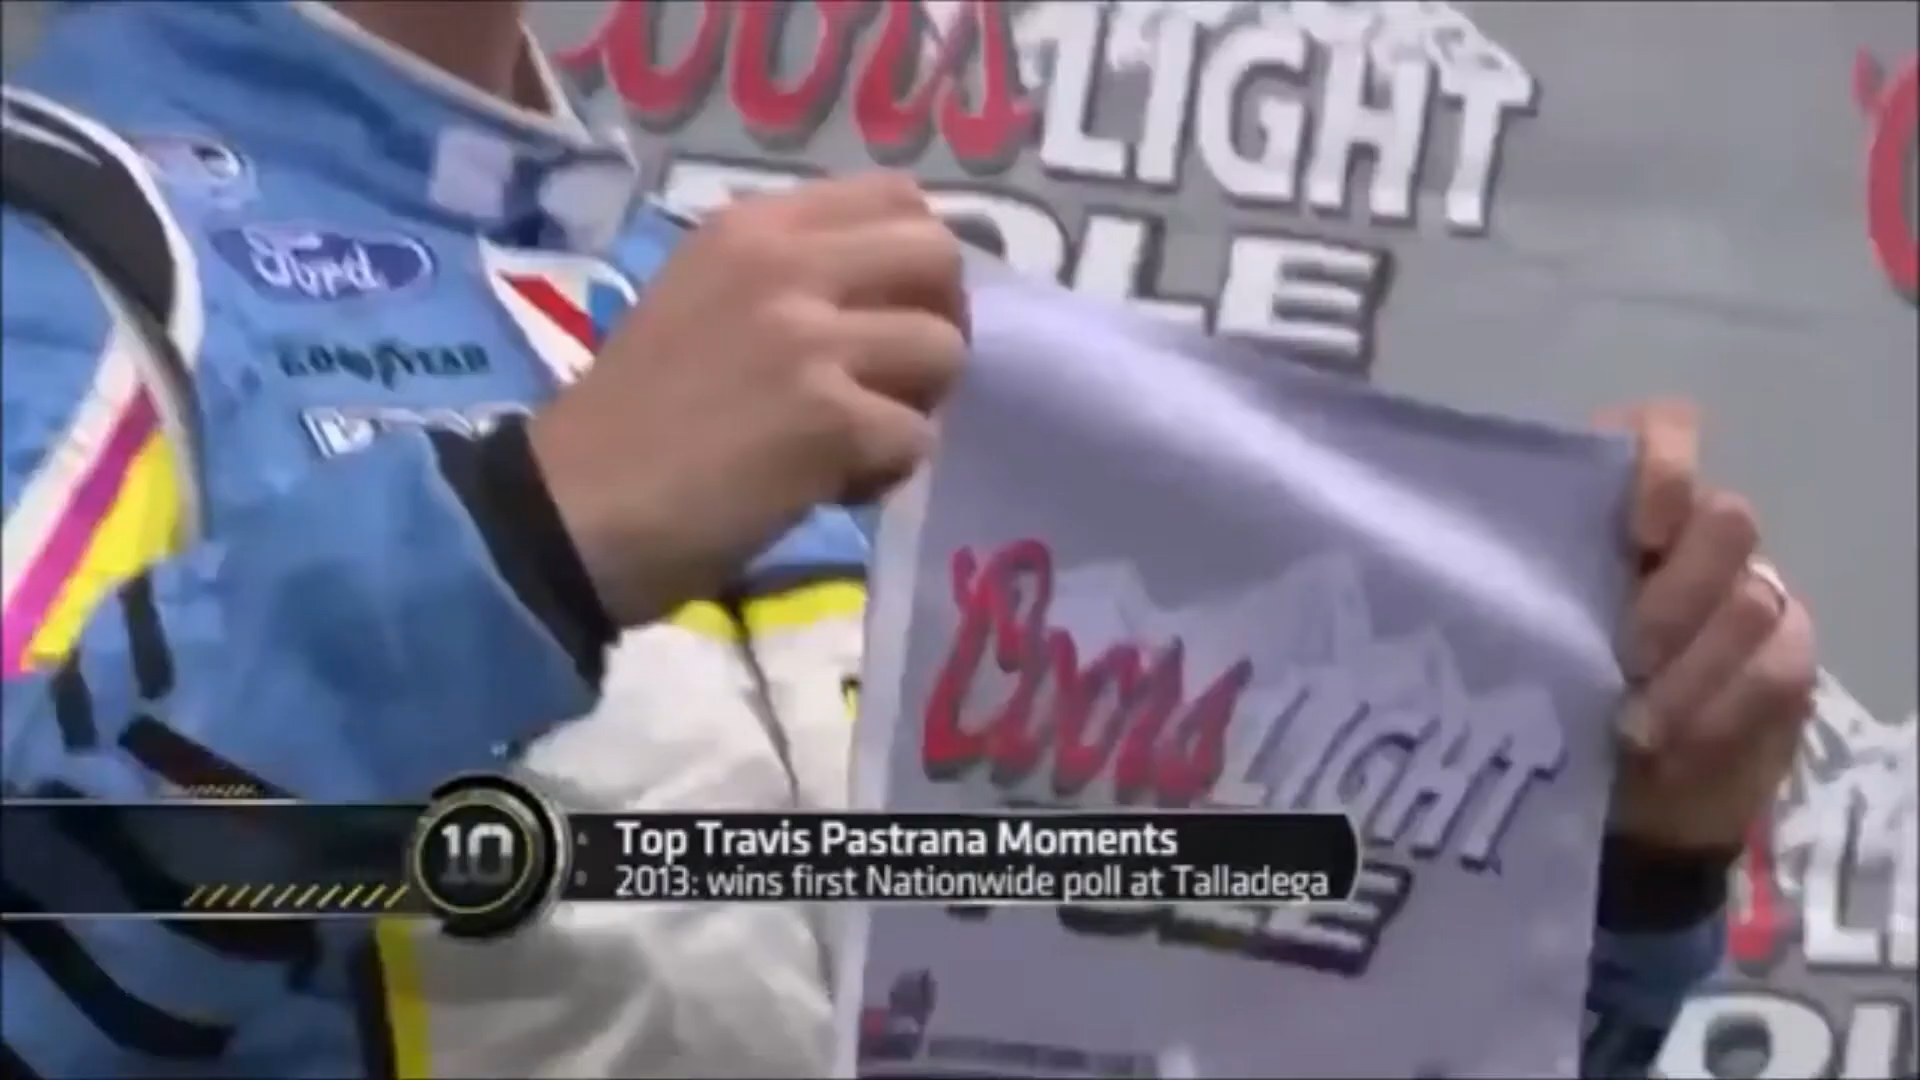 Coors LIGHT
POLE
Ford
GOODYEAR
Coors LIGHT
POLE
10
Top Travis Pastrana Moments
2013: wins first Nationwide poll at Talladega